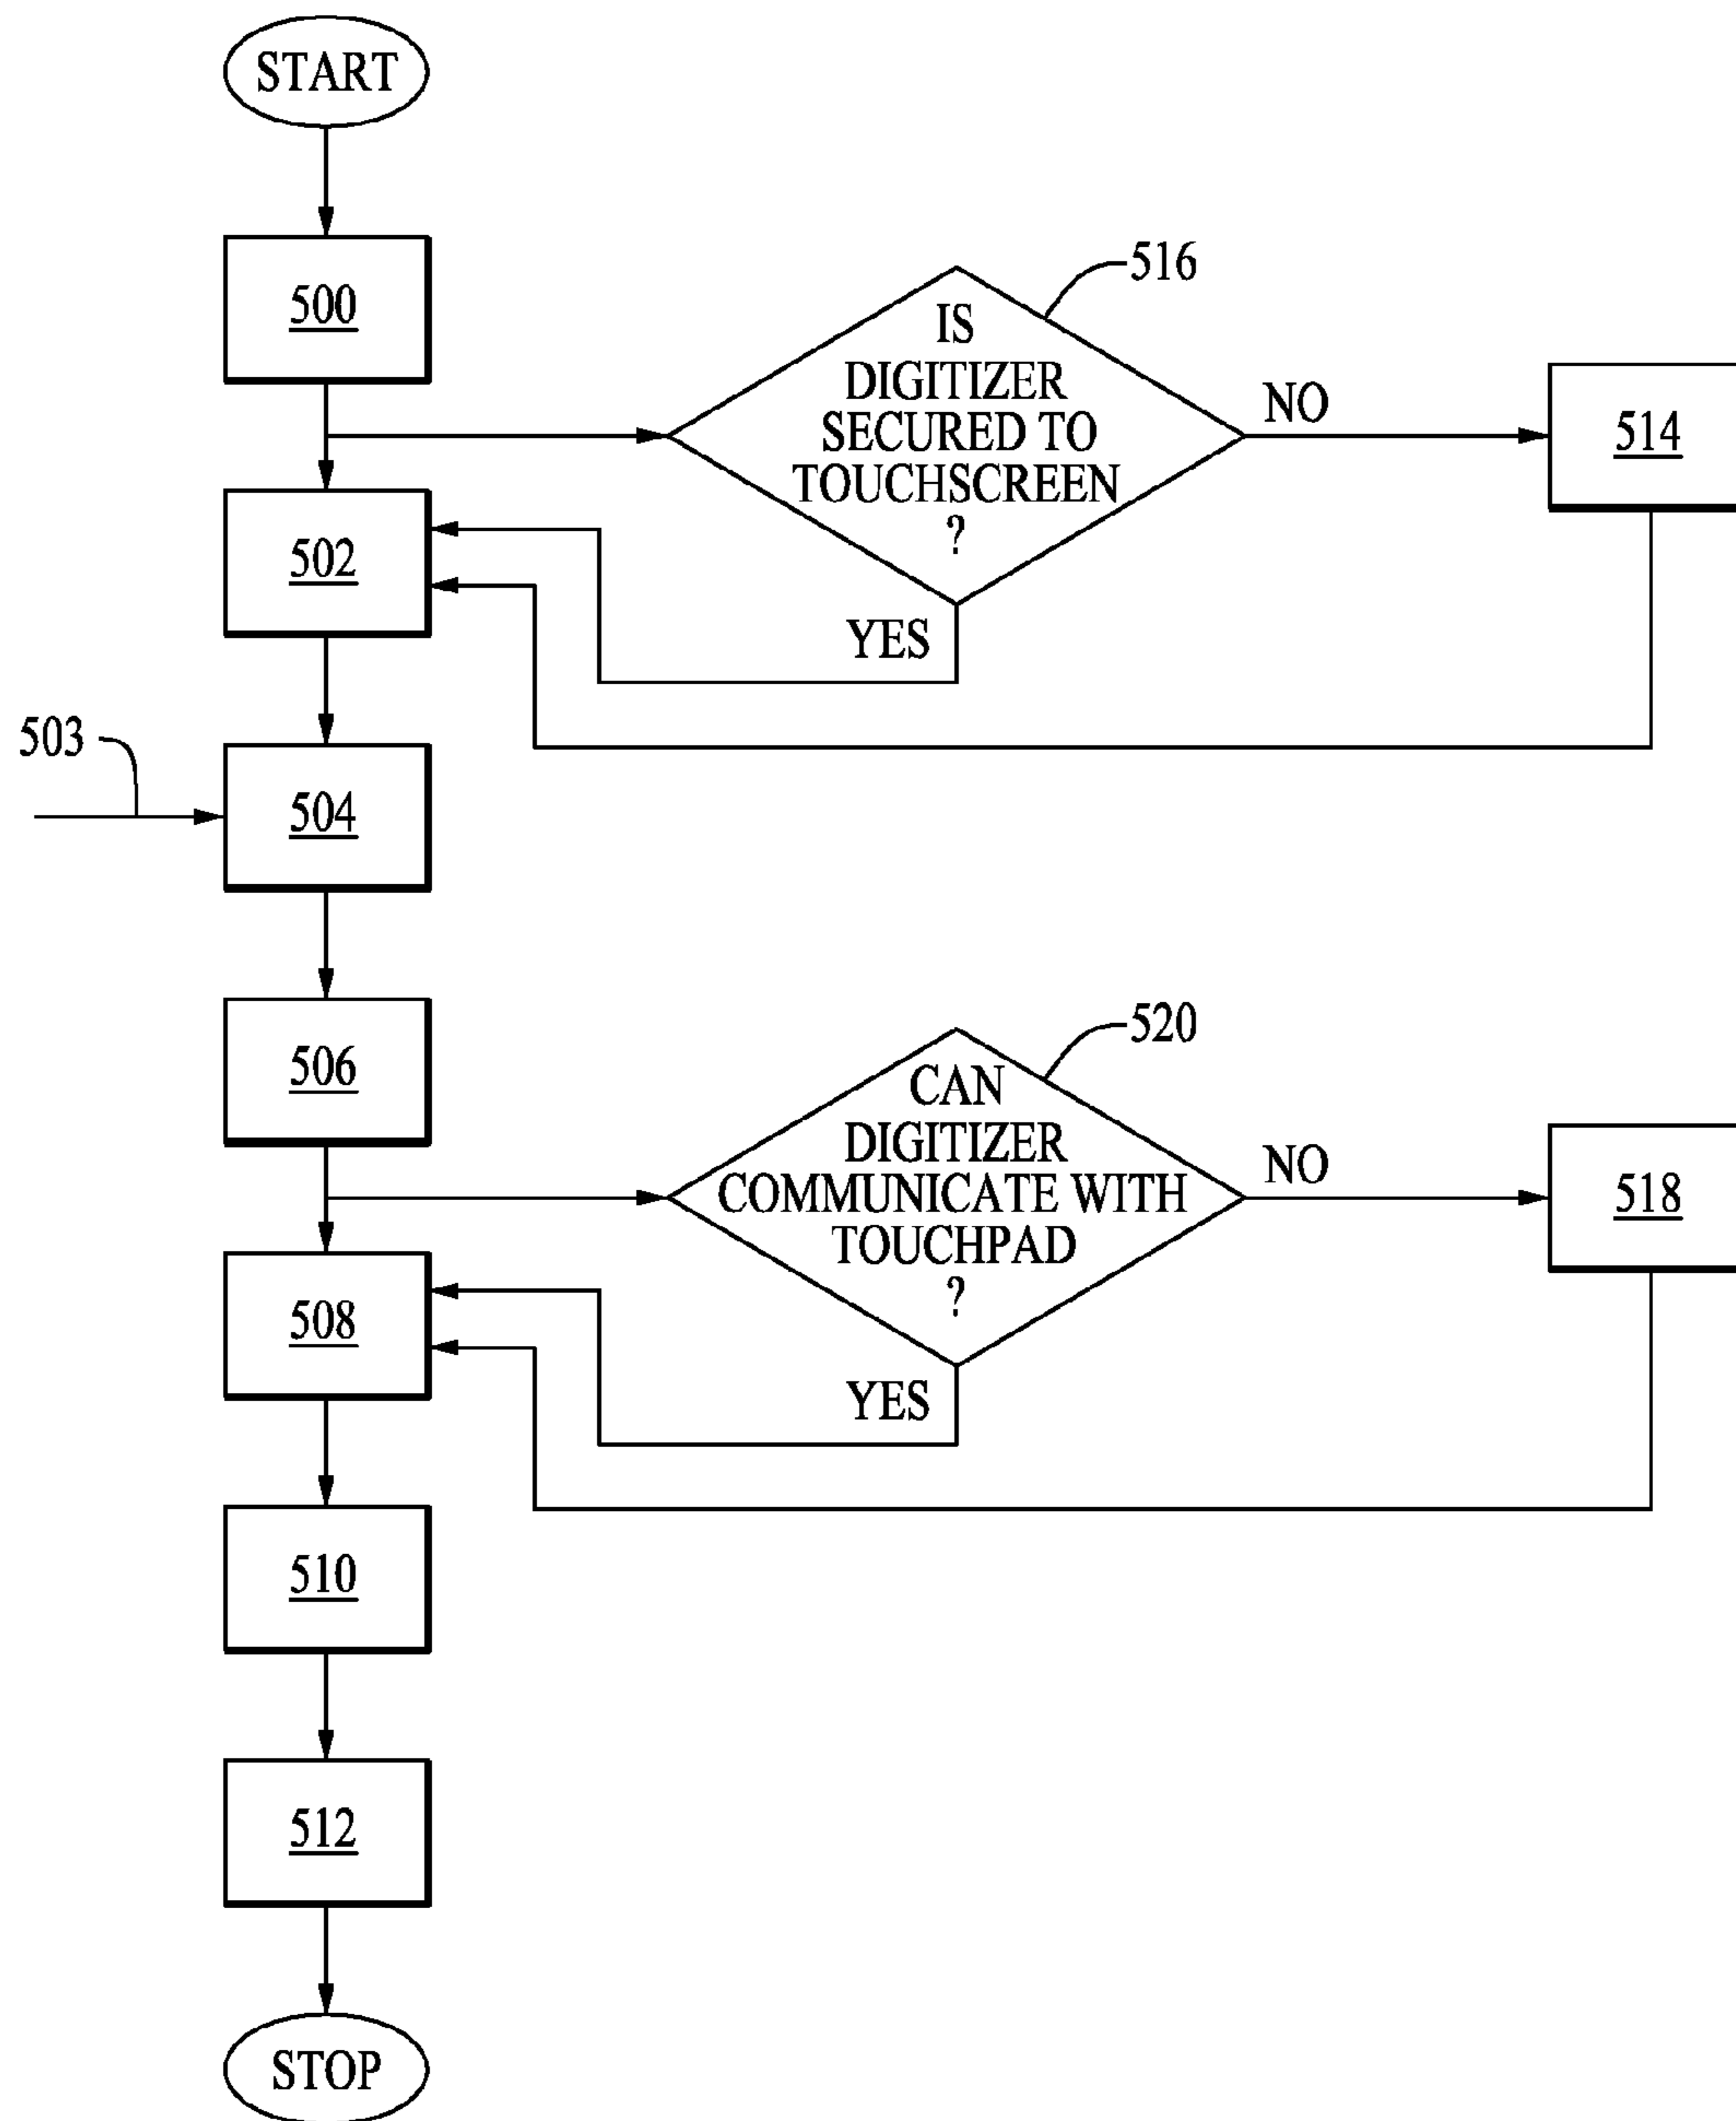 START
500
516
IS
DIGITIZER
SECURED TO
TOUCHSCREEN
?
NO
514
502
YES
503
504
506
520
CAN
DIGITIZER
COMMUNICATE WITH
TOUCHPAD
?
NO
518
508
YES
510
512
STOP